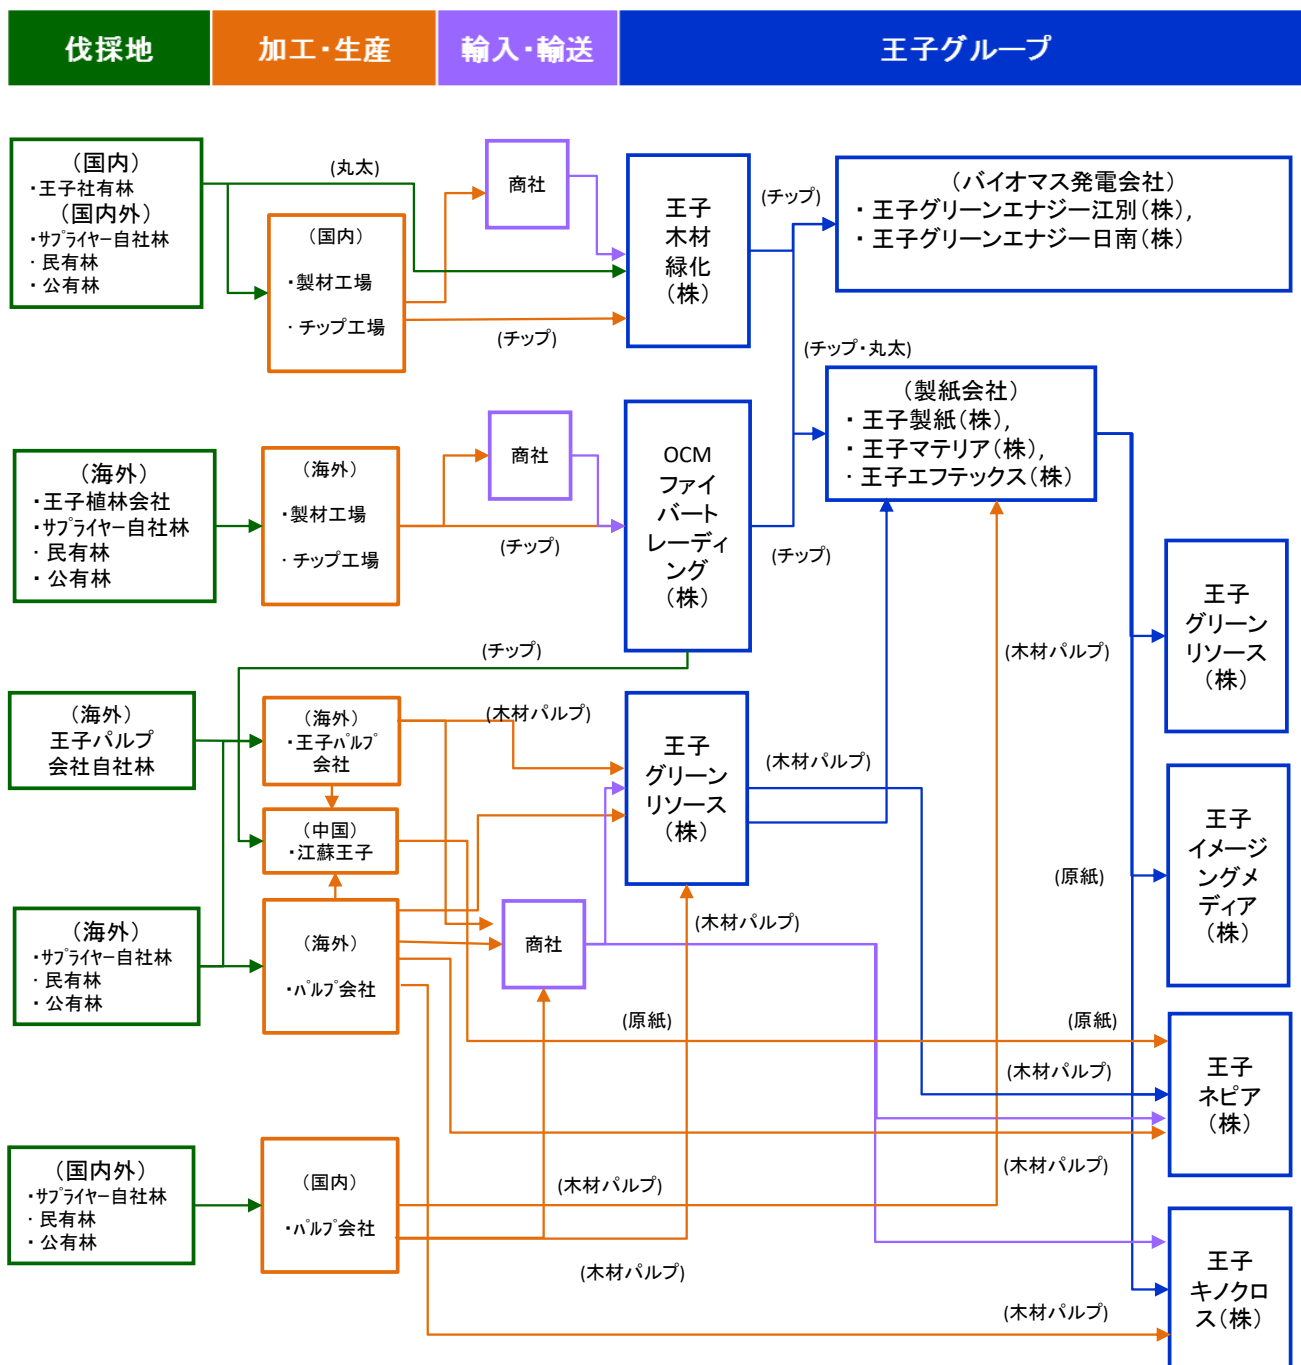 伐採地
加工・生産
輸入・輸送
王子グループ
（国内）
・王子社有林
（国内外）
・サプライヤー自社林
・民有林
・公有林
(丸太)
（国内）
・製材工場
・チップ工場
商社
(チップ)
王子
木材
緑化
（株）
(チップ)
（バイオマス発電会社）
・王子グリーンエナジー江別（株），
・王子グリーンエナジー日南（株）
(チップ・丸太)
（製紙会社）
・王子製紙（株），
・王子マテリア（株），
・王子エフテックス（株）
（海外）
・王子植林会社
・サプライヤー自社林
・民有林
・公有林
（海外）
・製材工場
・チップ工場
商社
(チップ)
OCM
ファイ
バート
レーディ
ング
（株）
(チップ)
(チップ)
王子
グリーン
リソース
（株）
(木材パルプ)
（海外）
王子パルプ
会社自社林
（海外）
・王子パルプ
会社
(木材パルプ)
（中国）
・江蘇王子
王子
グリーン
リソース
（株）
(木材パルプ)
王子
イメージ
ングメ
ディア
（株）
(原紙)
（海外）
・サプライヤー自社林
・民有林
・公有林
（海外）
・パルプ会社
商社
(木材パルプ)
(原紙)
(原紙)
王子
ネピア
（株）
(木材パルプ)
(木材パルプ)
（国内外）
・サプライヤー自社林
・民有林
・公有林
（国内）
・パルプ会社
(木材パルプ)
(木材パルプ)
王子
キノクロ
ス（株）
(木材パルプ)